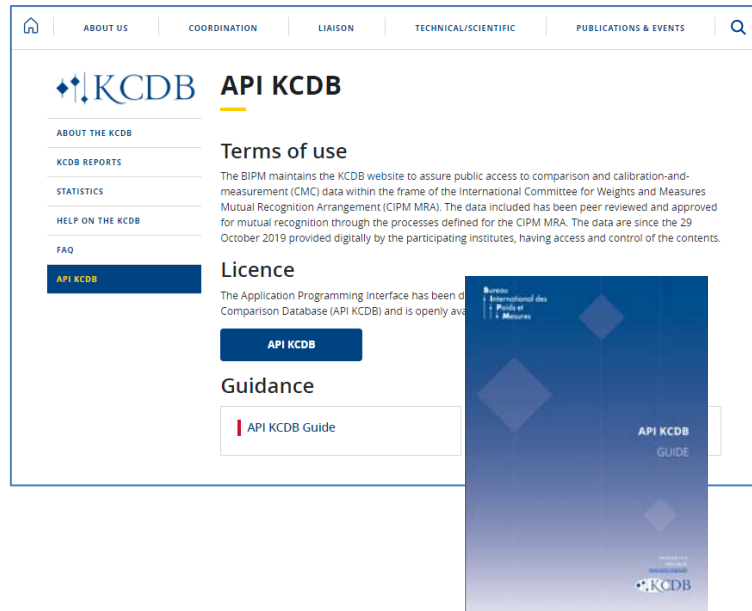 ABOUT US COORDINATION LIAISON TECHNICAL/SCIENTIFIC PUBLICATIONS & EVENTS
KCDB
ABOUT THE KCDB
KCDB REPORTS
STATISTICS
HELP ON THE KCDB
FAQ
API KCDB
API KCDB
Terms of use
The BIPM maintains the KCDB website to assure public access to comparison and calibration-and-
measurement (CMC) data within the frame of the International Committee for Weights and Measures
Mutual Recognition Arrangement (CIPM MRA). The data included has been peer reviewed and approved
for mutual recognition through the processes defined for the CIPM MRA. The data are since the 29
October 2019 provided digitally by the participating institutes, having access and control of the contents.
Licence
The Application Programming Interface has been d
Comparison Database (API KCDB) and is openly ava
API KCDB
Guidance
API KCDB Guide
Bureau
International des
Poids et
Mesures
API KCDB
GUIDE
KCDB